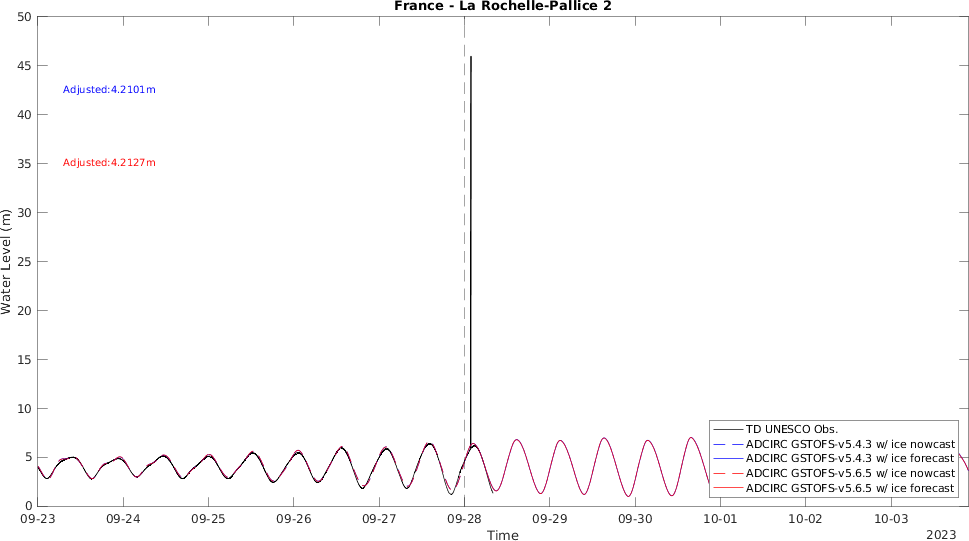 France - La Rochelle-Pallice 2
50
45
40
35
30
25
20
15
10
5
0
Water Level (m)
Adjusted:4.2101m
Adjusted:4.2127m
TD UNESCO Obs.
ADCIRC GSTOFS-v5.4.3 w/ ice nowcast
ADCIRC GSTOFS-v5.4.3 w/ ice forecast
ADCIRC GSTOFS-v5.6.5 w/ ice nowcast
ADCIRC GSTOFS-v5.6.5 w/ ice forecast
09-23 09-24 09-25 09-26 09-27 09-28 09-29 09-30 10-01 10-02 10-03
Time
2023